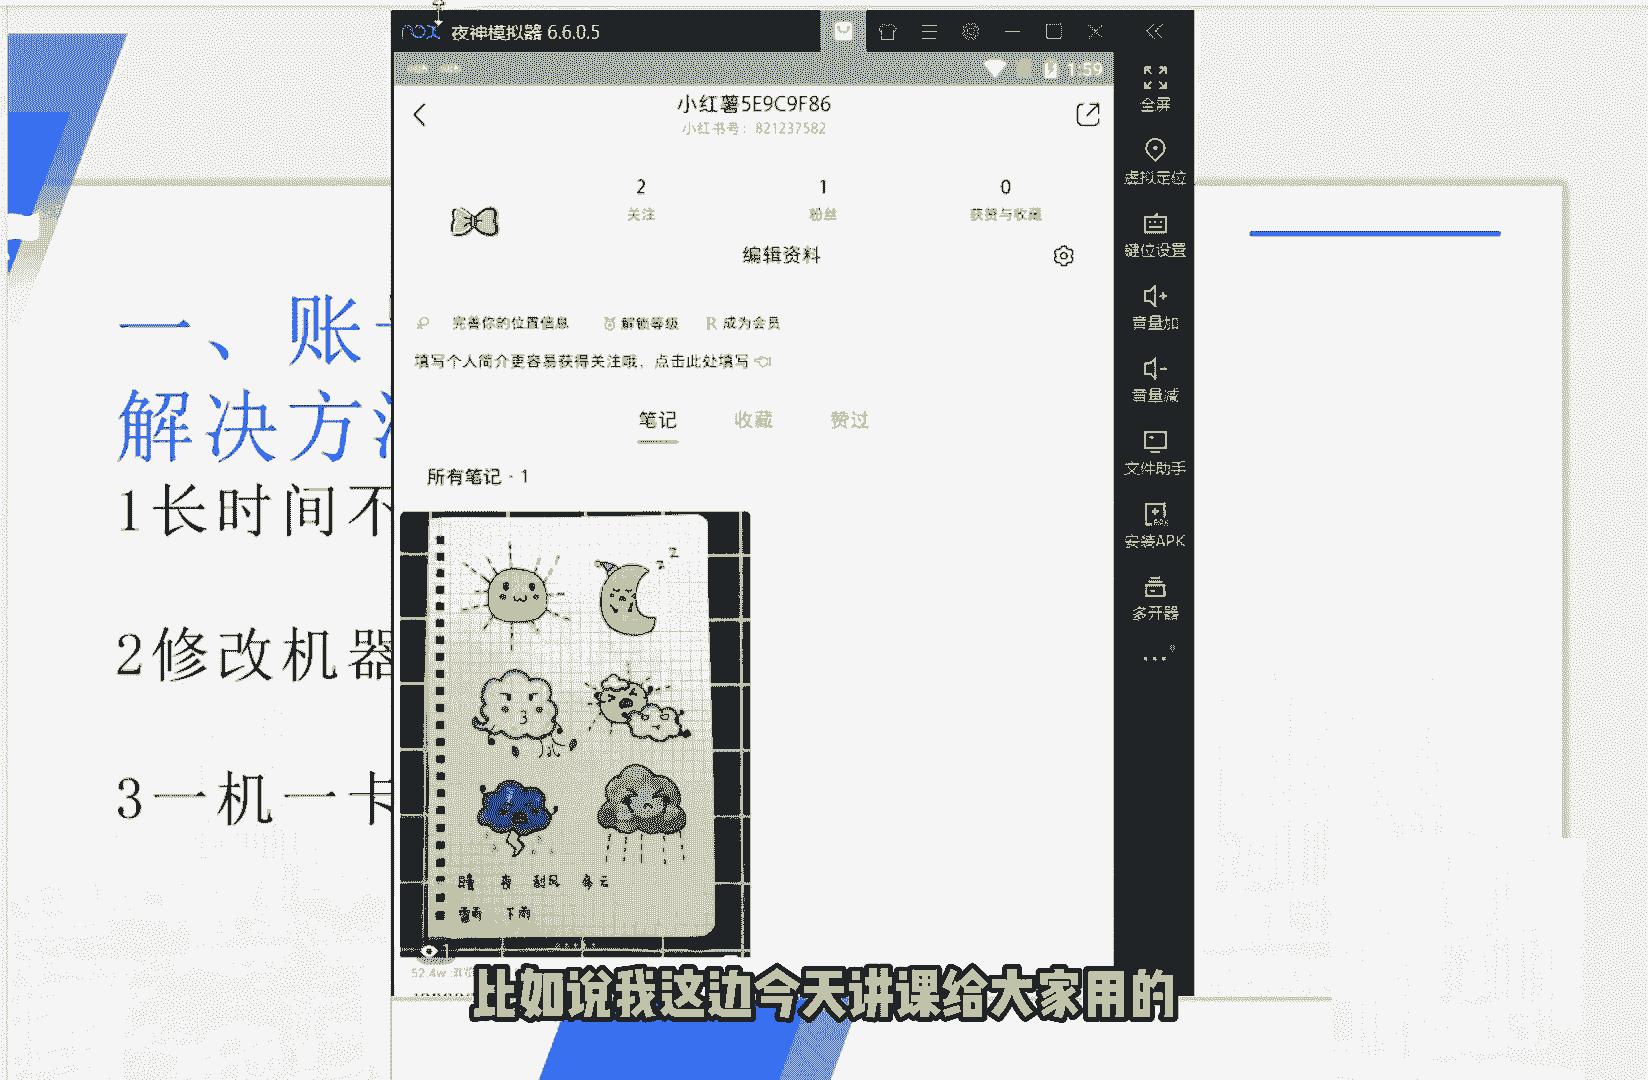 nox 夜神模拟器 6.6.0.5
1:59
小红薯5E9C9F86
小红书号：821237582
2
1
0
关注
粉丝
获赞与收藏
编辑资料
完善你的位置信息
解锁等级
R 成为会员
填写个人简介更容易获得关注哦，点击此处填写
笔记
收藏
赞过
所有笔记 · 1
z
z
夜
刮风
多云
雷雨
下雨
1
52.4w
全屏
虚拟定位
键位设置
音量加
音量减
文件助手
安装APK
多开器
一、账
解决方
1长时间不
2修改机器
3一机一卡
比如说我这边今天讲课给大家用的